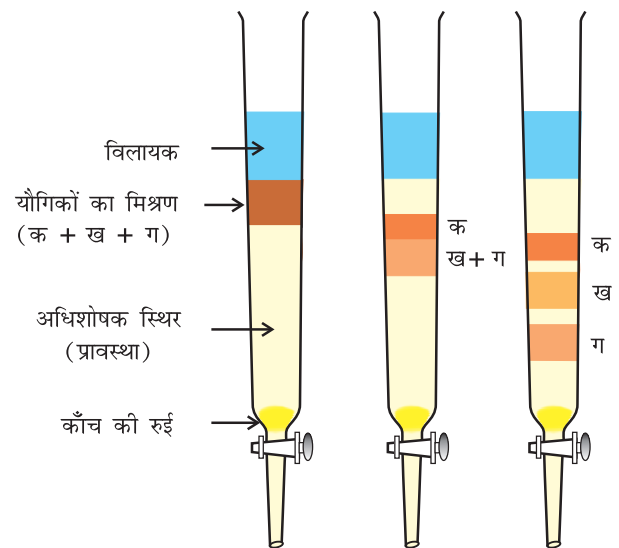 विलायक
यौगिकों का मिश्रण
(क + ख + ग)
अधिशोषक स्थिर
(प्रावस्था)
काँच की रुई
क
ख + ग
क
ख
ग